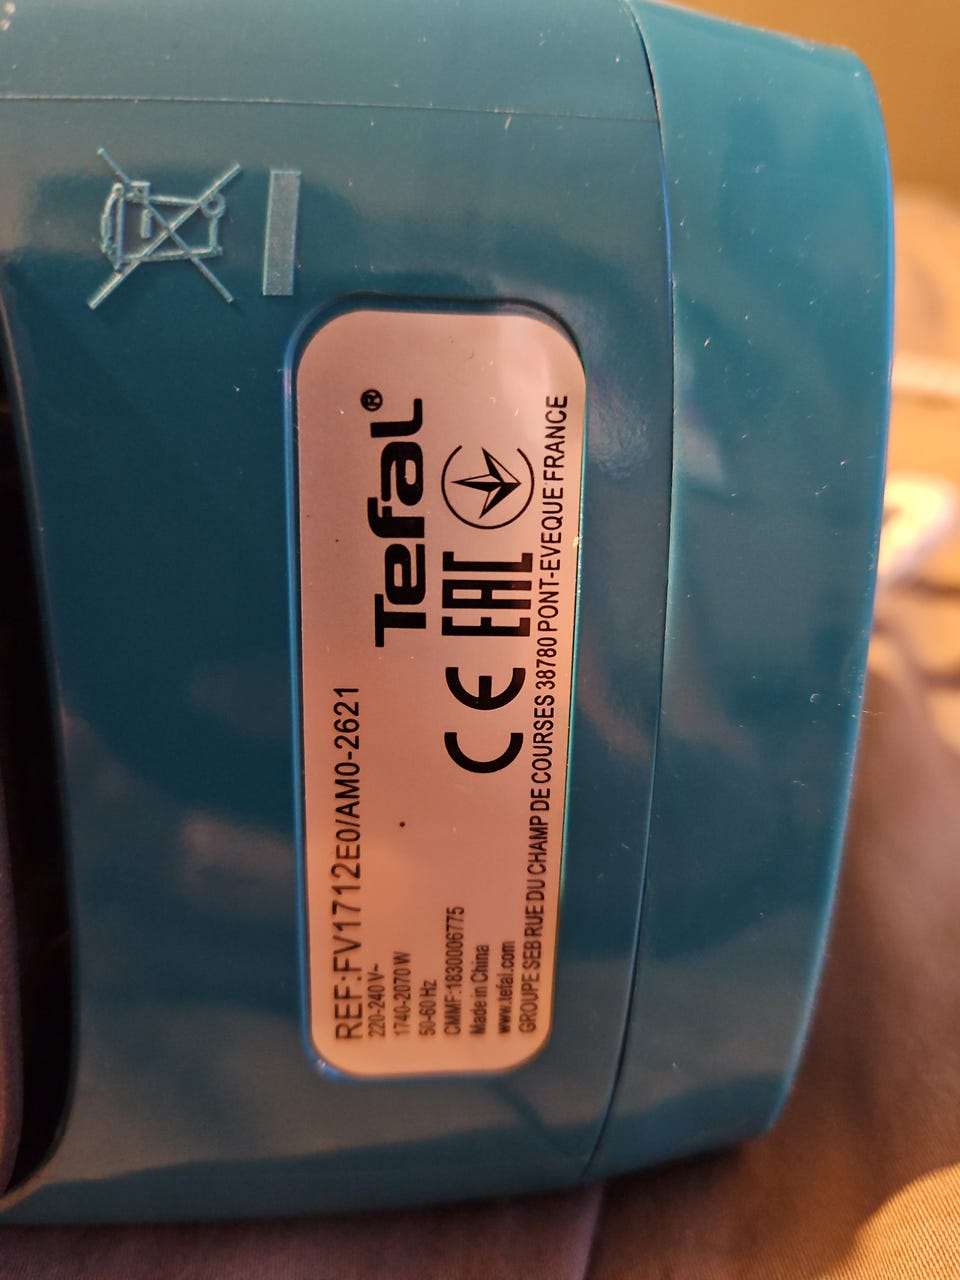 REF:FV1712E0/AM0-2621
Tefal®
220-240 V~
1740-2070 W
50-60 Hz
CMMF:1830006775
Made in China
www.tefal.com
CE EAC
GROUPE SEB RUE DU CHAMP DE COURSES 38780 PONT-EVEQUE FRANCE